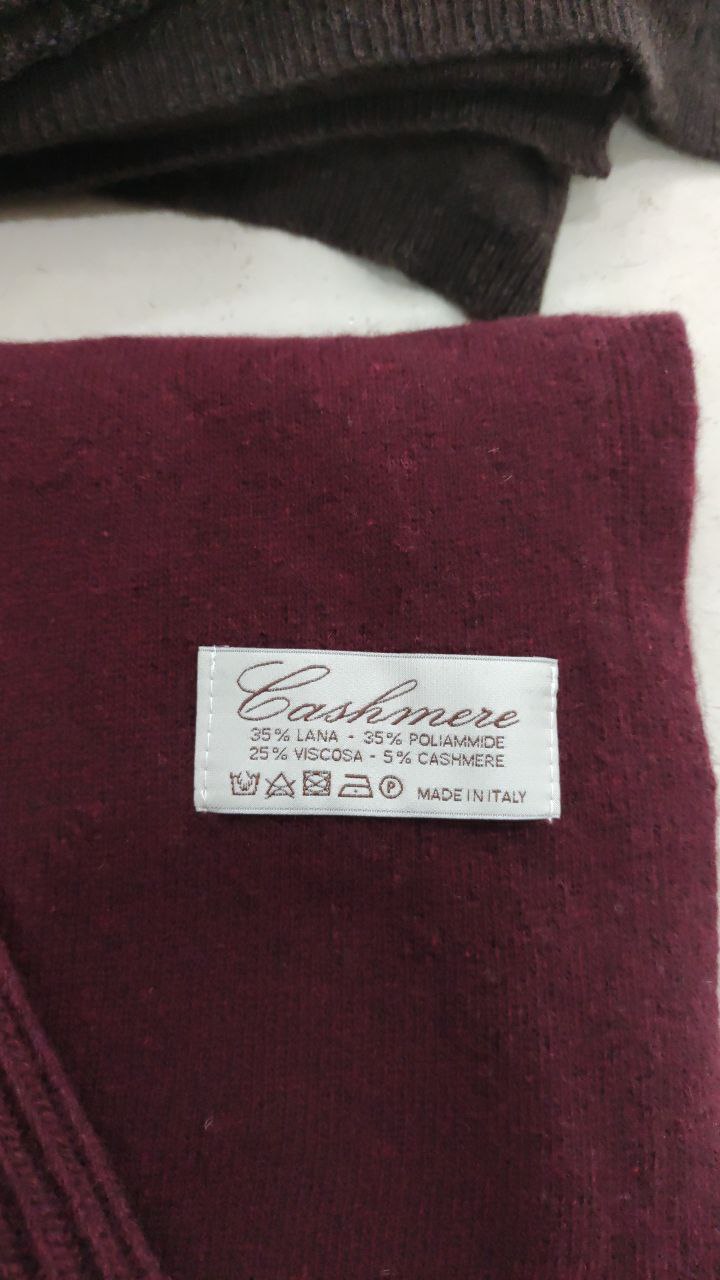 Cashmere
35% LANA - 35% POLIAMMIDE
25% VISCOSA - 5% CASHMERE
P MADE IN ITALY